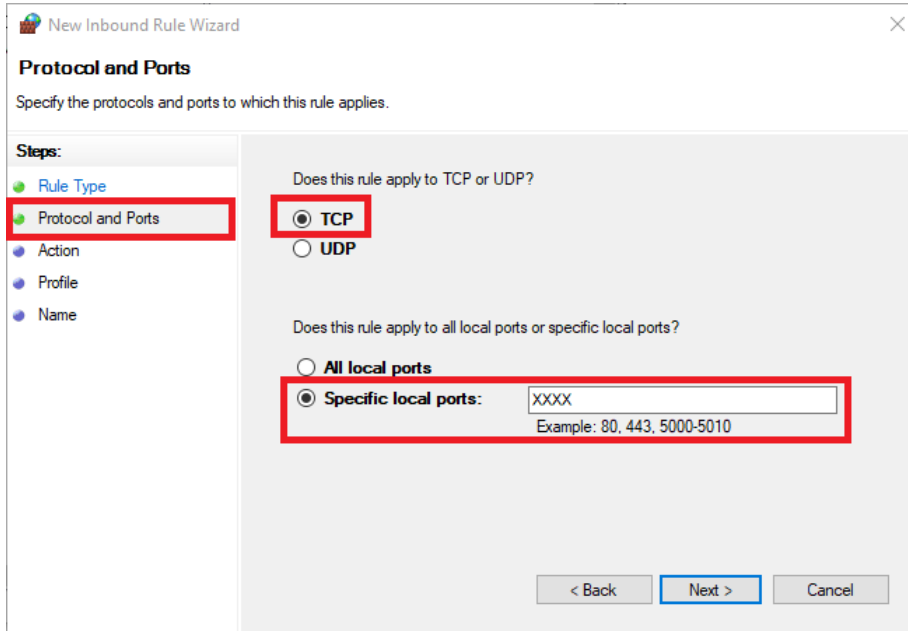 New Inbound Rule Wizard
Protocol and Ports
Specify the protocols and ports to which this rule applies.
Steps:
Rule Type
Protocol and Ports
Action
Profile
Name
Does this rule apply to TCP or UDP?
TCP
UDP
Does this rule apply to all local ports or specific local ports?
All local ports
Specific local ports: XXXX
Example: 80, 443, 5000-5010
< Back Next > Cancel